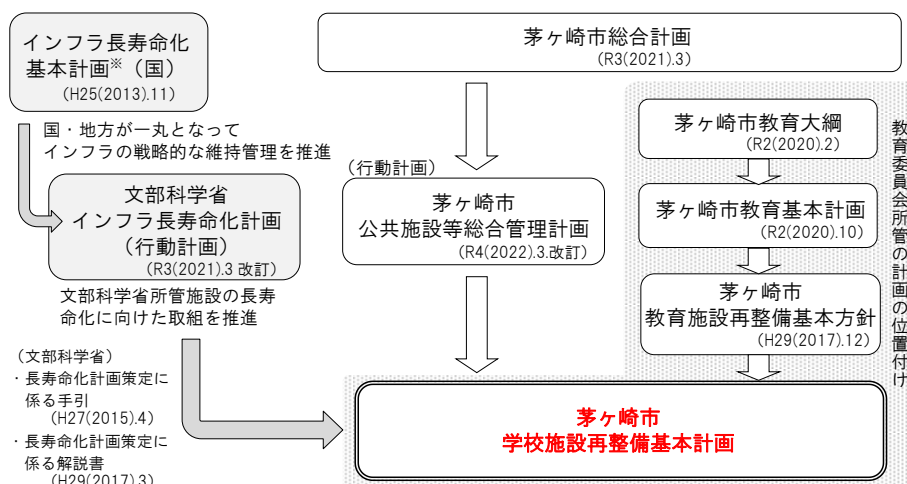 インフラ長寿命化
基本計画※（国）
(H25(2013).11)
国・地方が一丸となって
インフラの戦略的な維持管理を推進
文部科学省
インフラ長寿命化計画
（行動計画）
(R3(2021).3 改訂)
文部科学省所管施設の長寿
命化に向けた取組を推進
（文部科学省）
・長寿命化計画策定に
係る手引
(H27(2015).4)
・長寿命化計画策定に
係る解説書
(H29(2017).3)
茅ヶ崎市総合計画
(R3(2021).3)
（行動計画）
茅ヶ崎市
公共施設等総合管理計画
(R4(2022).3.改訂)
茅ヶ崎市教育大綱
(R2(2020).2)
茅ヶ崎市教育基本計画
(R2(2020).10)
茅ヶ崎市
教育施設再整備基本方針
(H29(2017).12)
教育委員会所管の計画の位置付け
茅ヶ崎市
学校施設再整備基本計画